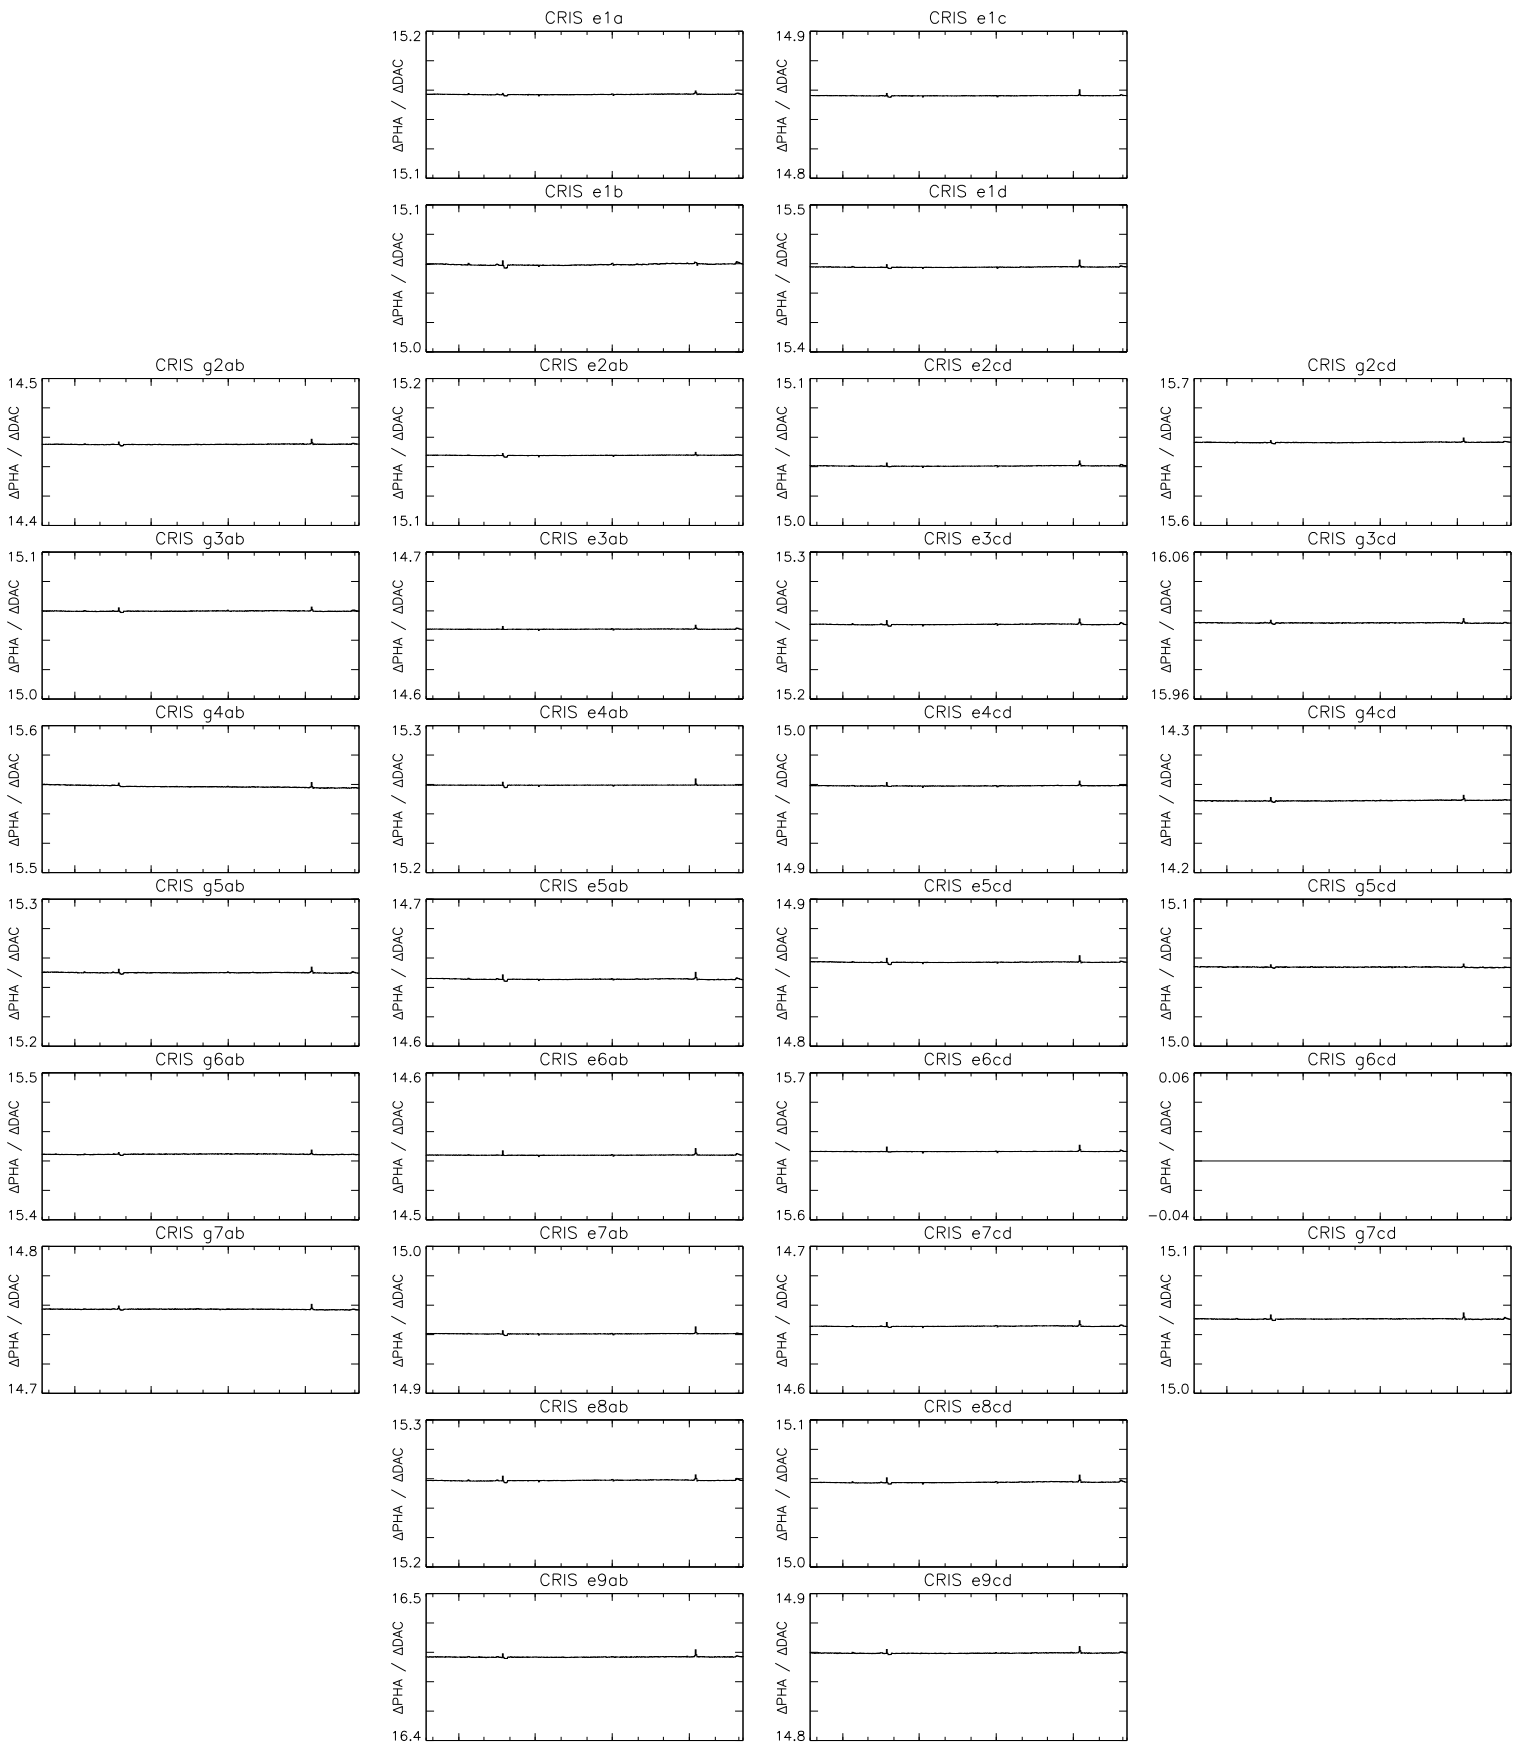 CRIS e1a CRIS e1c
15.2 14.9
ΔPHA / ΔDAC ΔPHA / ΔDAC
15.1 14.8
CRIS e1b CRIS e1d
15.1 15.5
ΔPHA / ΔDAC ΔPHA / ΔDAC
15.0 15.4
CRIS g2ab CRIS e2ab CRIS e2cd CRIS g2cd
14.5 15.2 15.1 15.7
ΔPHA / ΔDAC ΔPHA / ΔDAC ΔPHA / ΔDAC ΔPHA / ΔDAC
14.4 15.1 15.0 15.6
CRIS g3ab CRIS e3ab CRIS e3cd CRIS g3cd
15.1 14.7 15.3 16.06
ΔPHA / ΔDAC ΔPHA / ΔDAC ΔPHA / ΔDAC ΔPHA / ΔDAC
15.0 14.6 15.2 15.96
CRIS g4ab CRIS e4ab CRIS e4cd CRIS g4cd
15.6 15.3 15.0 14.3
ΔPHA / ΔDAC ΔPHA / ΔDAC ΔPHA / ΔDAC ΔPHA / ΔDAC
15.5 15.2 14.9 14.2
CRIS g5ab CRIS e5ab CRIS e5cd CRIS g5cd
15.3 14.7 14.9 15.1
ΔPHA / ΔDAC ΔPHA / ΔDAC ΔPHA / ΔDAC ΔPHA / ΔDAC
15.2 14.6 14.8 15.0
CRIS g6ab CRIS e6ab CRIS e6cd CRIS g6cd
15.5 14.6 15.7 0.06
ΔPHA / ΔDAC ΔPHA / ΔDAC ΔPHA / ΔDAC ΔPHA / ΔDAC
15.4 14.5 15.6 −0.04
CRIS g7ab CRIS e7ab CRIS e7cd CRIS g7cd
14.8 15.0 14.7 15.1
ΔPHA / ΔDAC ΔPHA / ΔDAC ΔPHA / ΔDAC ΔPHA / ΔDAC
14.7 14.9 14.6 15.0
CRIS e8ab CRIS e8cd
15.3 15.1
ΔPHA / ΔDAC ΔPHA / ΔDAC
15.2 15.0
CRIS e9ab CRIS e9cd
16.5 14.9
ΔPHA / ΔDAC ΔPHA / ΔDAC
16.4 14.8